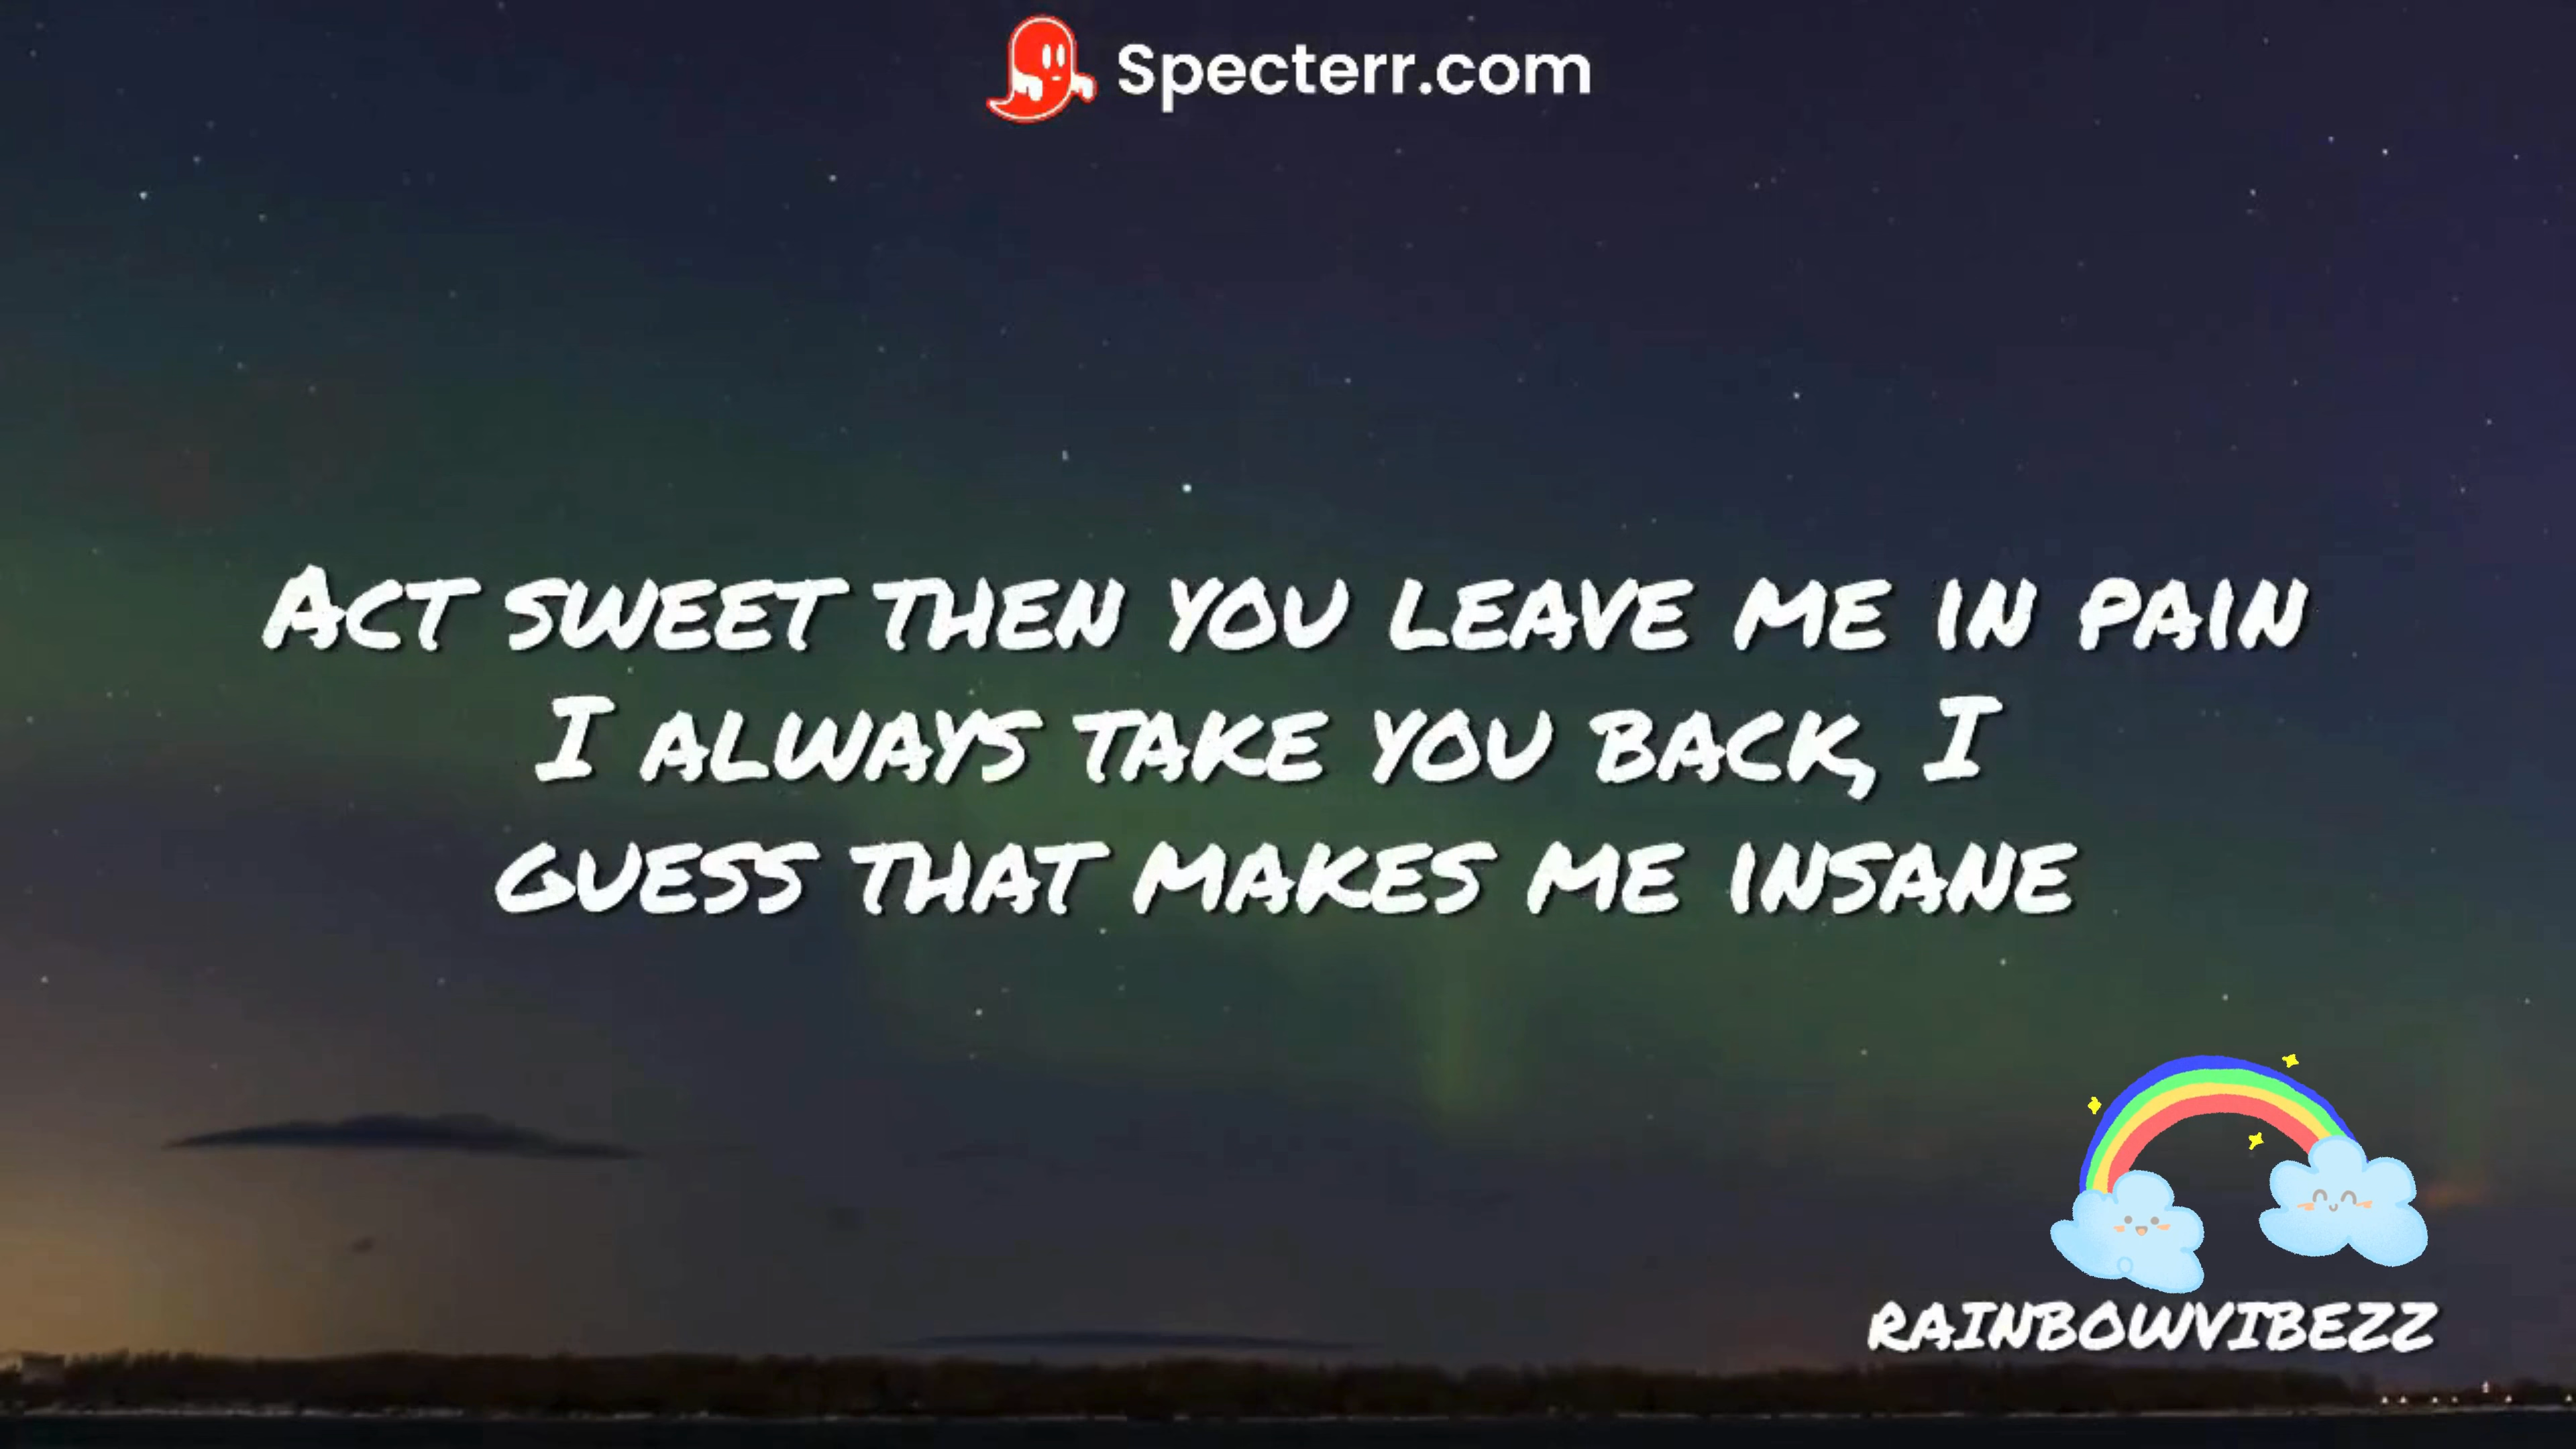 Specterr.com
ACT SWEET THEN YOU LEAVE ME IN PAIN
I ALWAYS TAKE YOU BACK, I
GUESS THAT MAKES ME INSANE
RAINBOWVIBEZZ